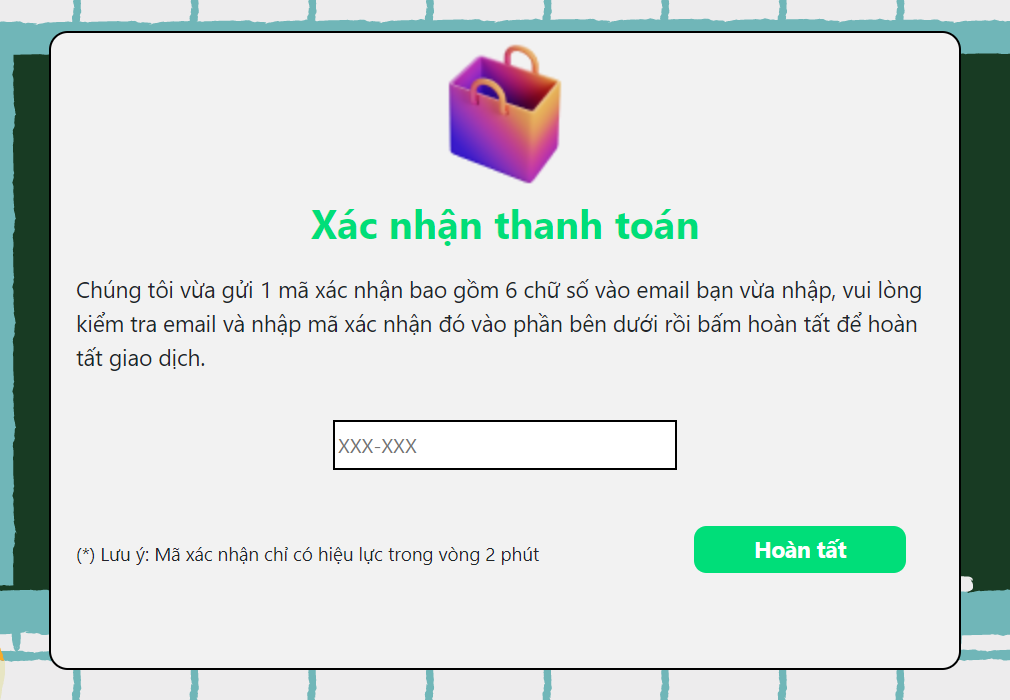 Xác nhận thanh toán
Chúng tôi vừa gửi 1 mã xác nhận bao gồm 6 chữ số vào email bạn vừa nhập, vui lòng
kiểm tra email và nhập mã xác nhận đó vào phần bên dưới rồi bấm hoàn tất để hoàn
tất giao dịch.
XXX-XXX
(*) Lưu ý: Mã xác nhận chỉ có hiệu lực trong vòng 2 phút
Hoàn tất